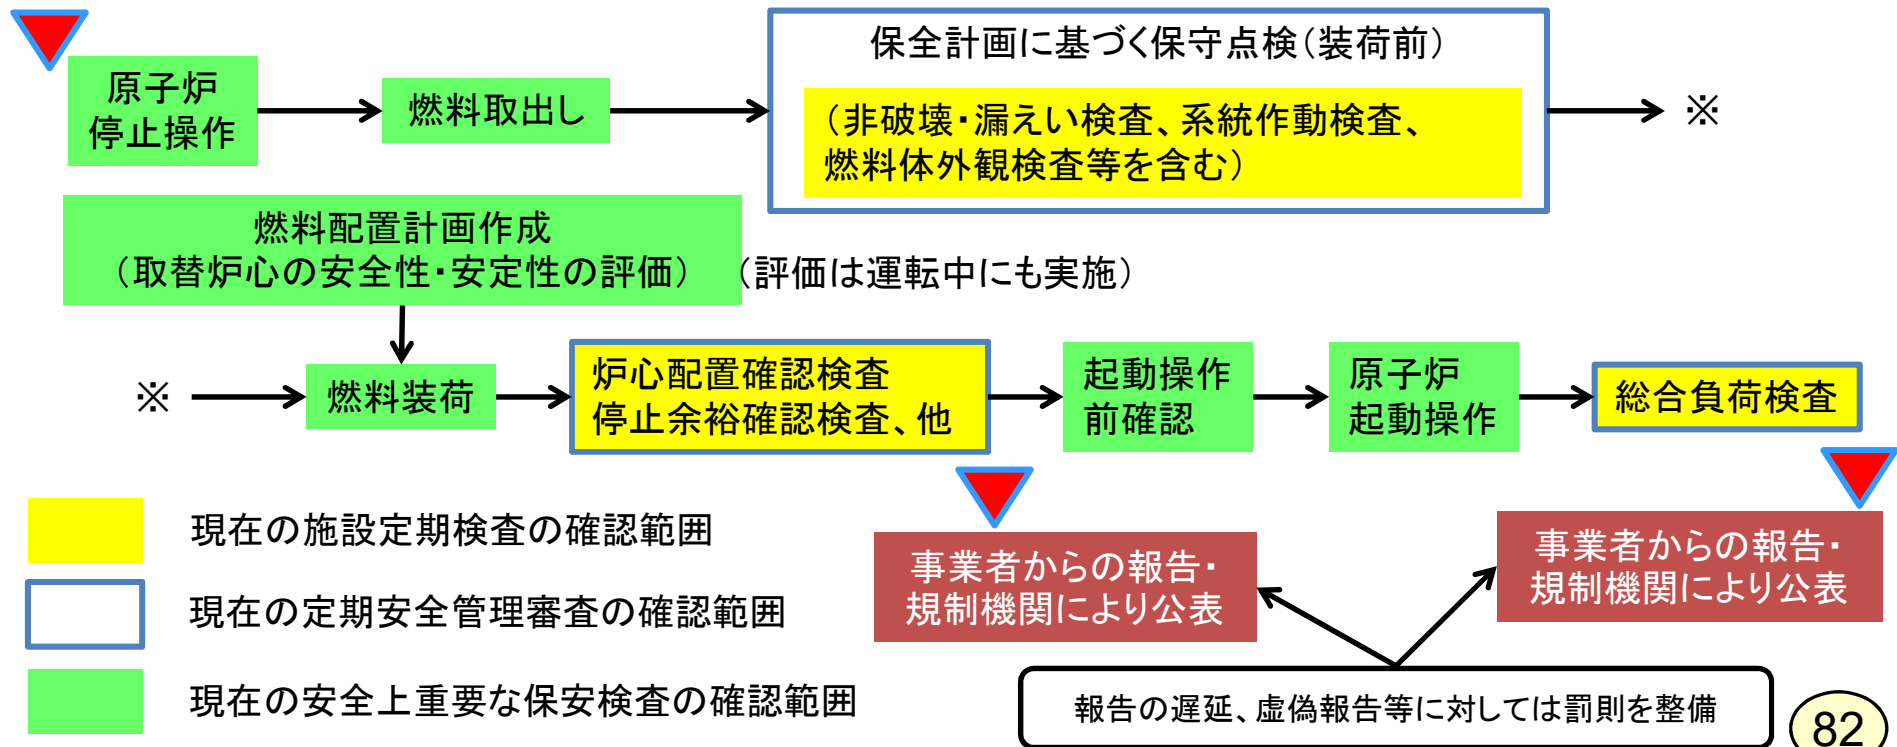 原子炉
停止操作
燃料取出し
保全計画に基づく保守点検(装荷前)
(非破壊・漏えい検査、系統作動検査、
燃料体外観検査等を含む)
※
燃料配置計画作成
(取替炉心の安全性・安定性の評価)
(評価は運転中にも実施)
※
燃料装荷
炉心配置確認検査
停止余裕確認検査、他
起動操作
前確認
原子炉
起動操作
総合負荷検査
現在の施設定期検査の確認範囲
現在の定期安全管理審査の確認範囲
現在の安全上重要な保安検査の確認範囲
事業者からの報告・
規制機関により公表
事業者からの報告・
規制機関により公表
報告の遅延、虚偽報告等に対しては罰則を整備
82